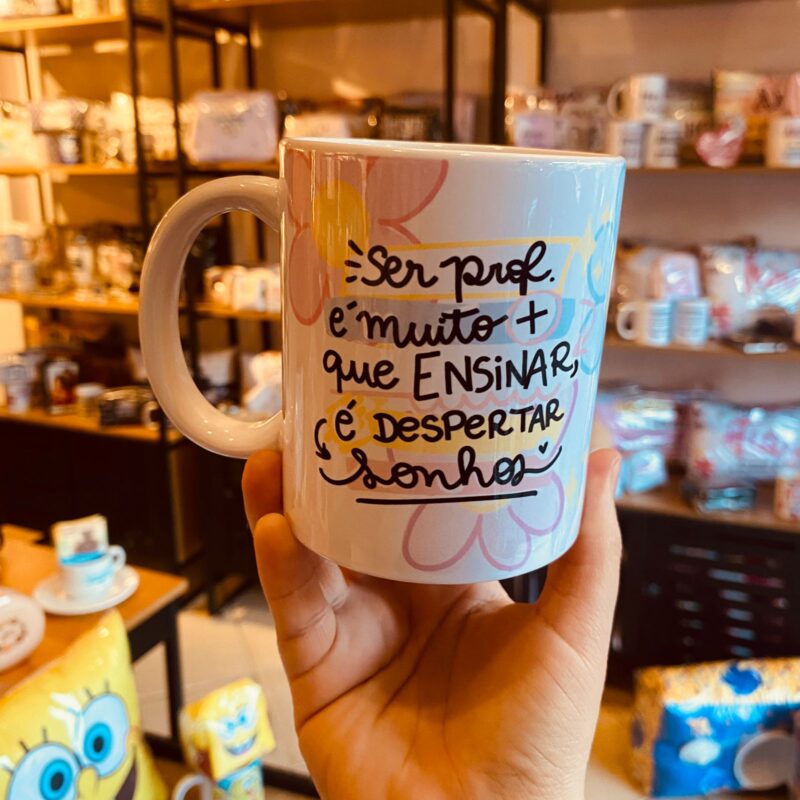 Ser prof.
é muito +
que ENSINAR,
é DESPERTAR
sonhos